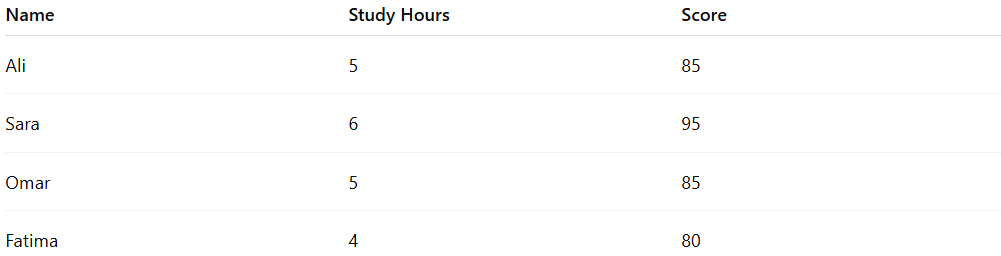 Name Study Hours Score
Ali 5 85
Sara 6 95
Omar 5 85
Fatima 4 80